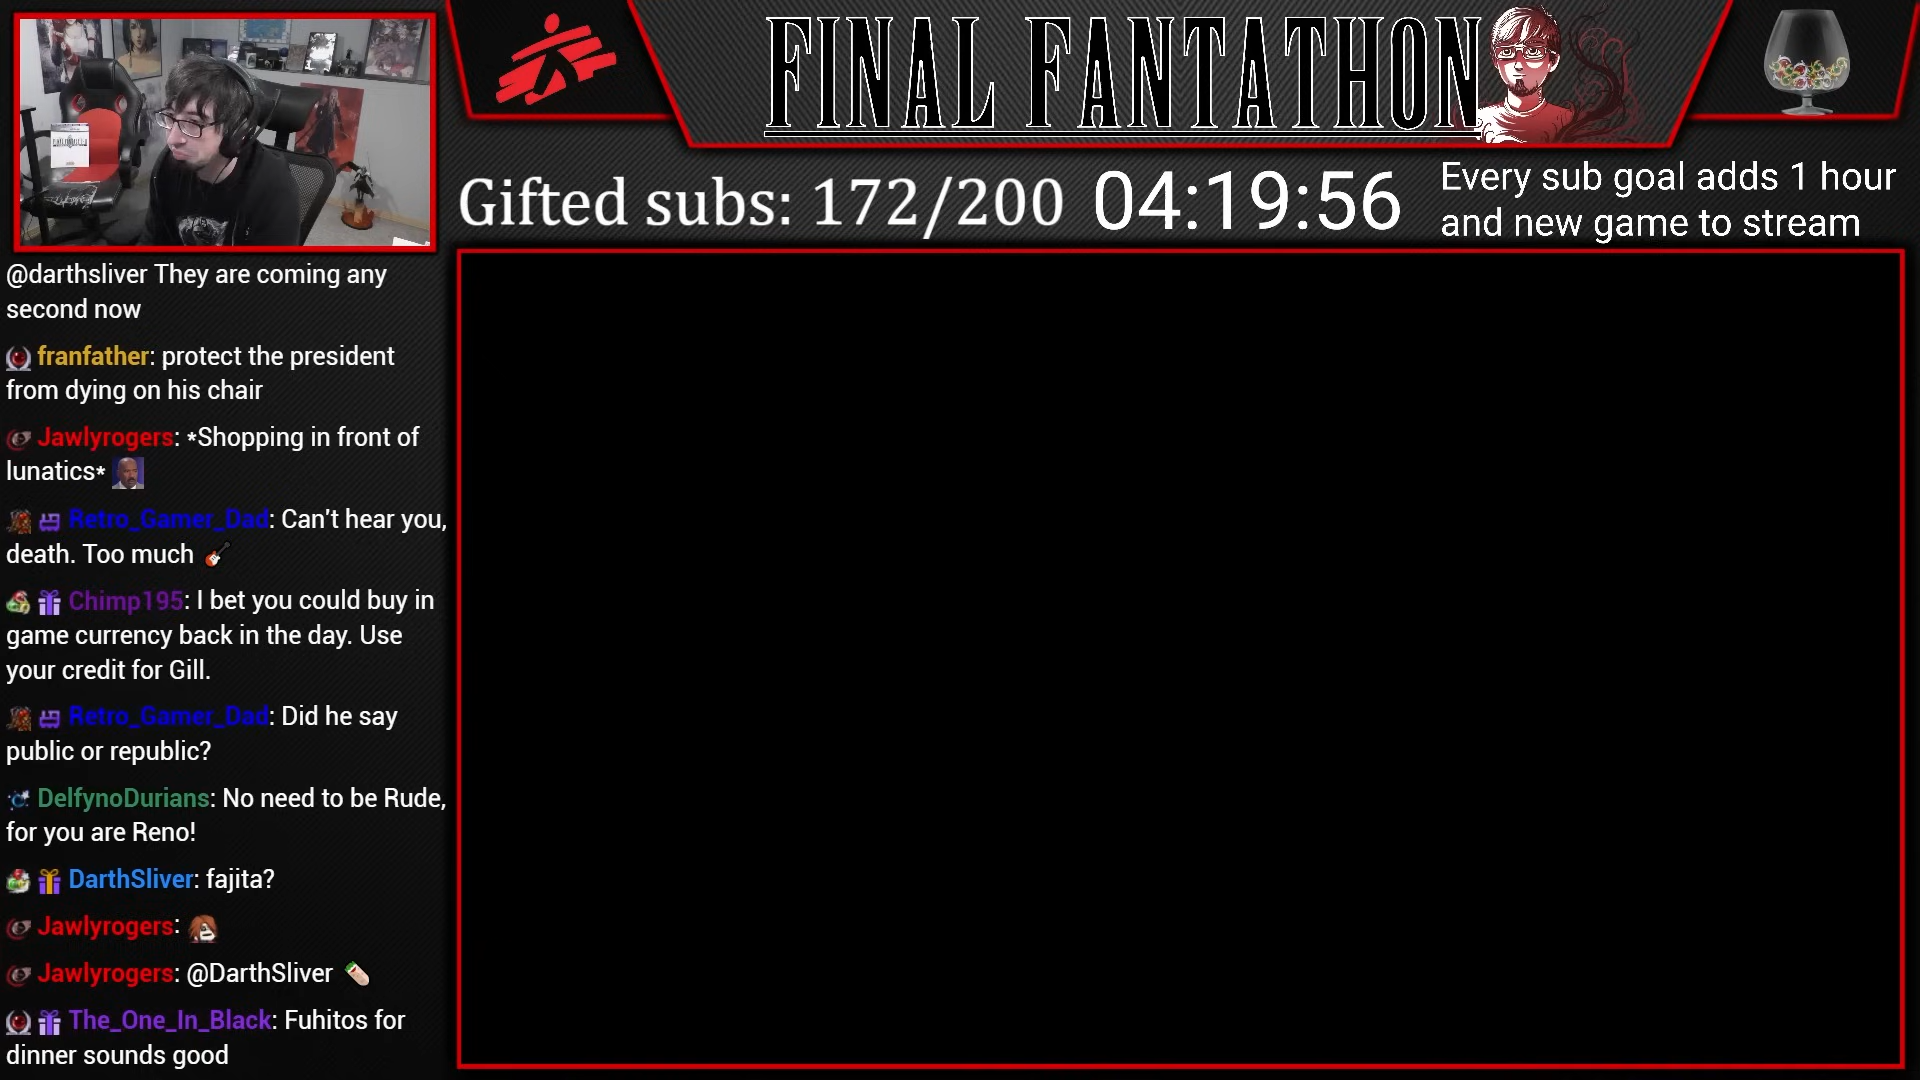 FINAL FANTATHON
Gifted subs: 172/200
04:19:56
Every sub goal adds 1 hour
and new game to stream
@darthsliver They are coming any
second now
franfather: protect the president
from dying on his chair
Jawlyrogers: *Shopping in front of
lunatics*
Retro_Gamer_Dad: Can't hear you,
death. Too much
Chimp195: I bet you could buy in
game currency back in the day. Use
your credit for Gill.
Retro_Gamer_Dad: Did he say
public or republic?
DelfynoDurians: No need to be Rude,
for you are Reno!
DarthSliver: fajita?
Jawlyrogers:
Jawlyrogers: @DarthSliver
The_One_In_Black: Fuhitos for
dinner sounds good